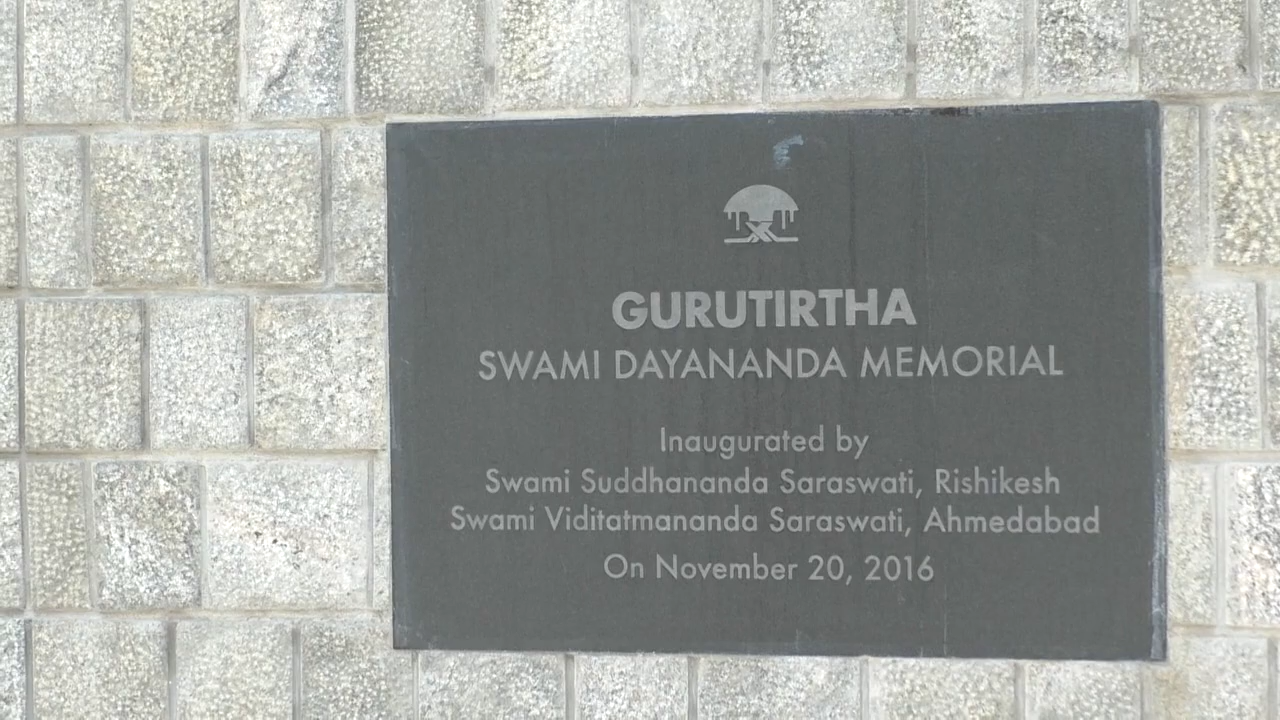 GURUTIRTHA
SWAMI DAYANANDA MEMORIAL
Inaugurated by
Swami Suddhananda Saraswati, Rishikesh
Swami Viditatmananda Saraswati, Ahmedabad
On November 20, 2016